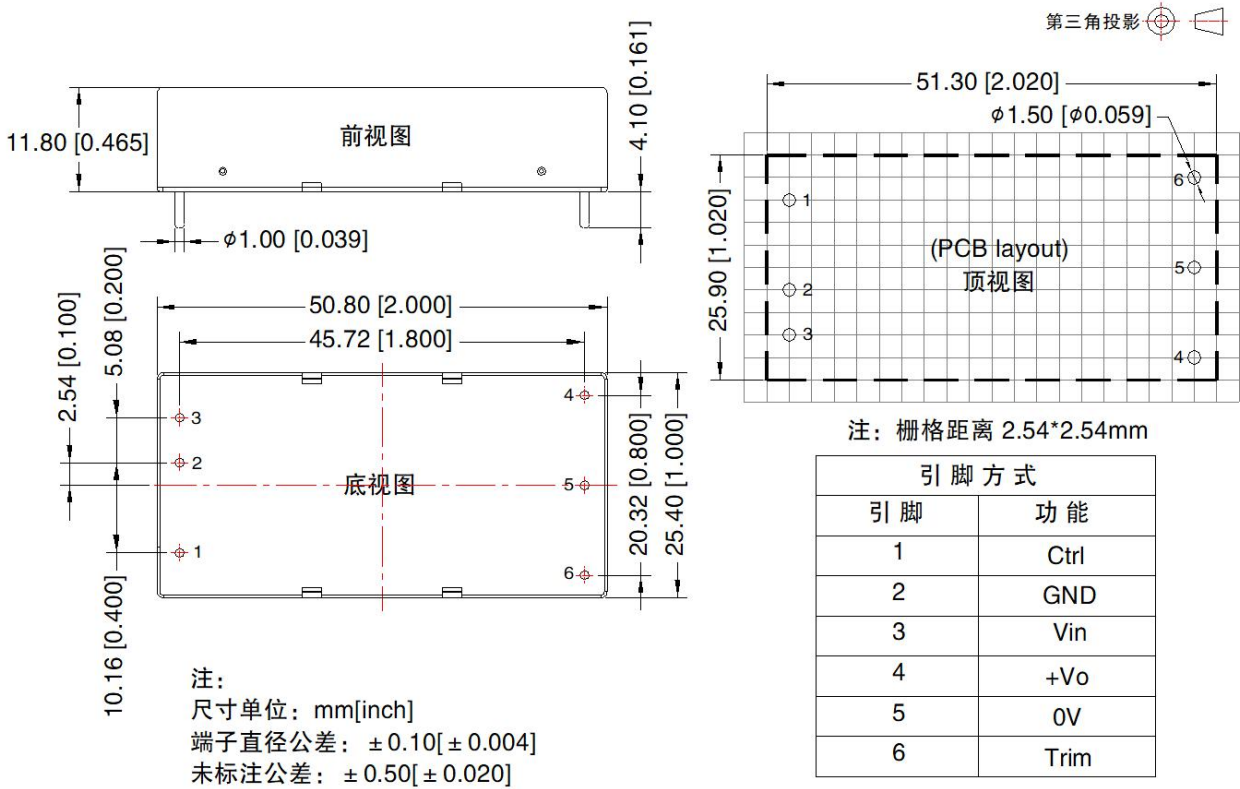 第三角投影
51.30 [2.020]
ϕ1.50 [ϕ0.059]
4.10 [0.161]
11.80 [0.465]
前视图
ϕ1.00 [0.039]
25.90 [1.020]
(PCB layout)
顶视图
1
2
3
6
5
4
注：栅格距离 2.54*2.54mm
50.80 [2.000]
45.72 [1.800]
2.54 [0.100]
5.08 [0.200]
10.16 [0.400]
3
2
1
底视图
4
5
6
20.32 [0.800]
25.40 [1.000]
引 脚 方 式
引 脚 功 能
1 Ctrl
2 GND
3 Vin
4 +Vo
5 0V
6 Trim
注：
尺寸单位：mm[inch]
端子直径公差：±0.10[±0.004]
未标注公差：±0.50[±0.020]